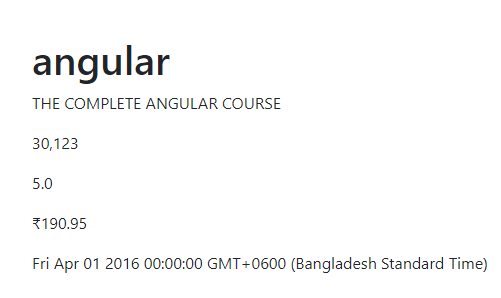 angular
THE COMPLETE ANGULAR COURSE
30,123
5.0
₹190.95
Fri Apr 01 2016 00:00:00 GMT+0600 (Bangladesh Standard Time)